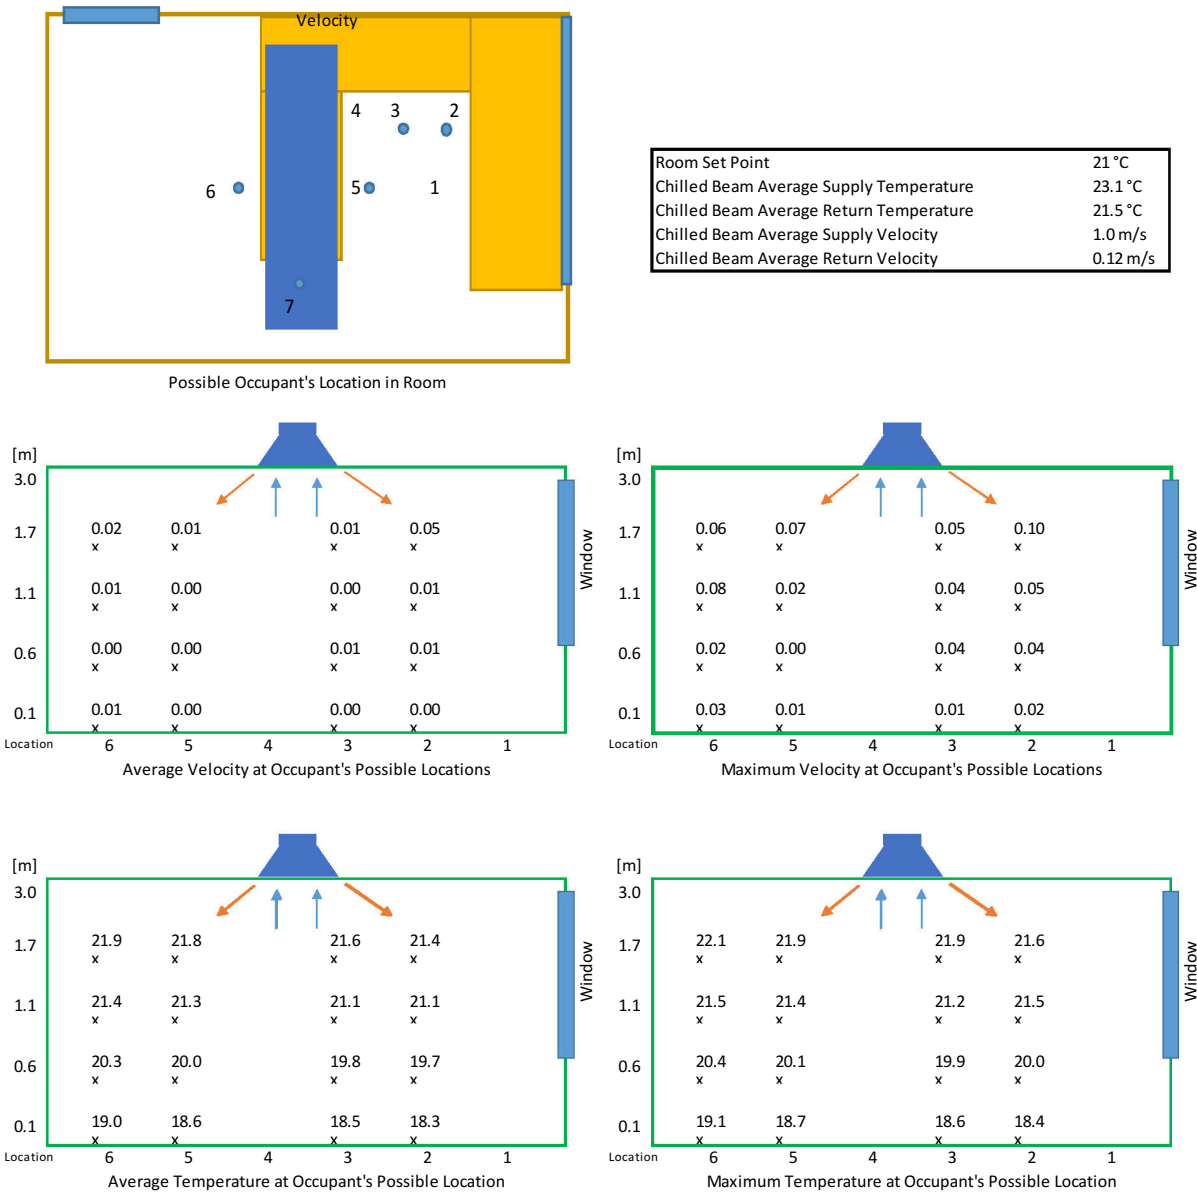 Velocity
4 3 2
6 5 1
7
Possible Occupant's Location in Room
Room Set Point 21 °C
Chilled Beam Average Supply Temperature 23.1 °C
Chilled Beam Average Return Temperature 21.5 °C
Chilled Beam Average Supply Velocity 1.0 m/s
Chilled Beam Average Return Velocity 0.12 m/s
[m]
3.0
1.7 0.02 0.01 0.01 0.05
x x x x
1.1 0.01 0.00 0.00 0.01
x x x x
0.6 0.00 0.00 0.01 0.01
x x x x
0.1 0.01 0.00 0.00 0.00
x x x x
Window
Location 6 5 4 3 2 1
Average Velocity at Occupant's Possible Locations
[m]
3.0
1.7 0.06 0.07 0.05 0.10
x x x x
1.1 0.08 0.02 0.04 0.05
x x x x
0.6 0.02 0.00 0.04 0.04
x x x x
0.1 0.03 0.01 0.01 0.02
x x x x
Window
Location 6 5 4 3 2 1
Maximum Velocity at Occupant's Possible Locations
[m]
3.0
1.7 21.9 21.8 21.6 21.4
x x x x
1.1 21.4 21.3 21.1 21.1
x x x x
0.6 20.3 20.0 19.8 19.7
x x x x
0.1 19.0 18.6 18.5 18.3
x x x x
Window
Location 6 5 4 3 2 1
Average Temperature at Occupant's Possible Location
[m]
3.0
1.7 22.1 21.9 21.9 21.6
x x x x
1.1 21.5 21.4 21.2 21.5
x x x x
0.6 20.4 20.1 19.9 20.0
x x x x
0.1 19.1 18.7 18.6 18.4
x x x x
Window
Location 6 5 4 3 2 1
Maximum Temperature at Occupant's Possible Location